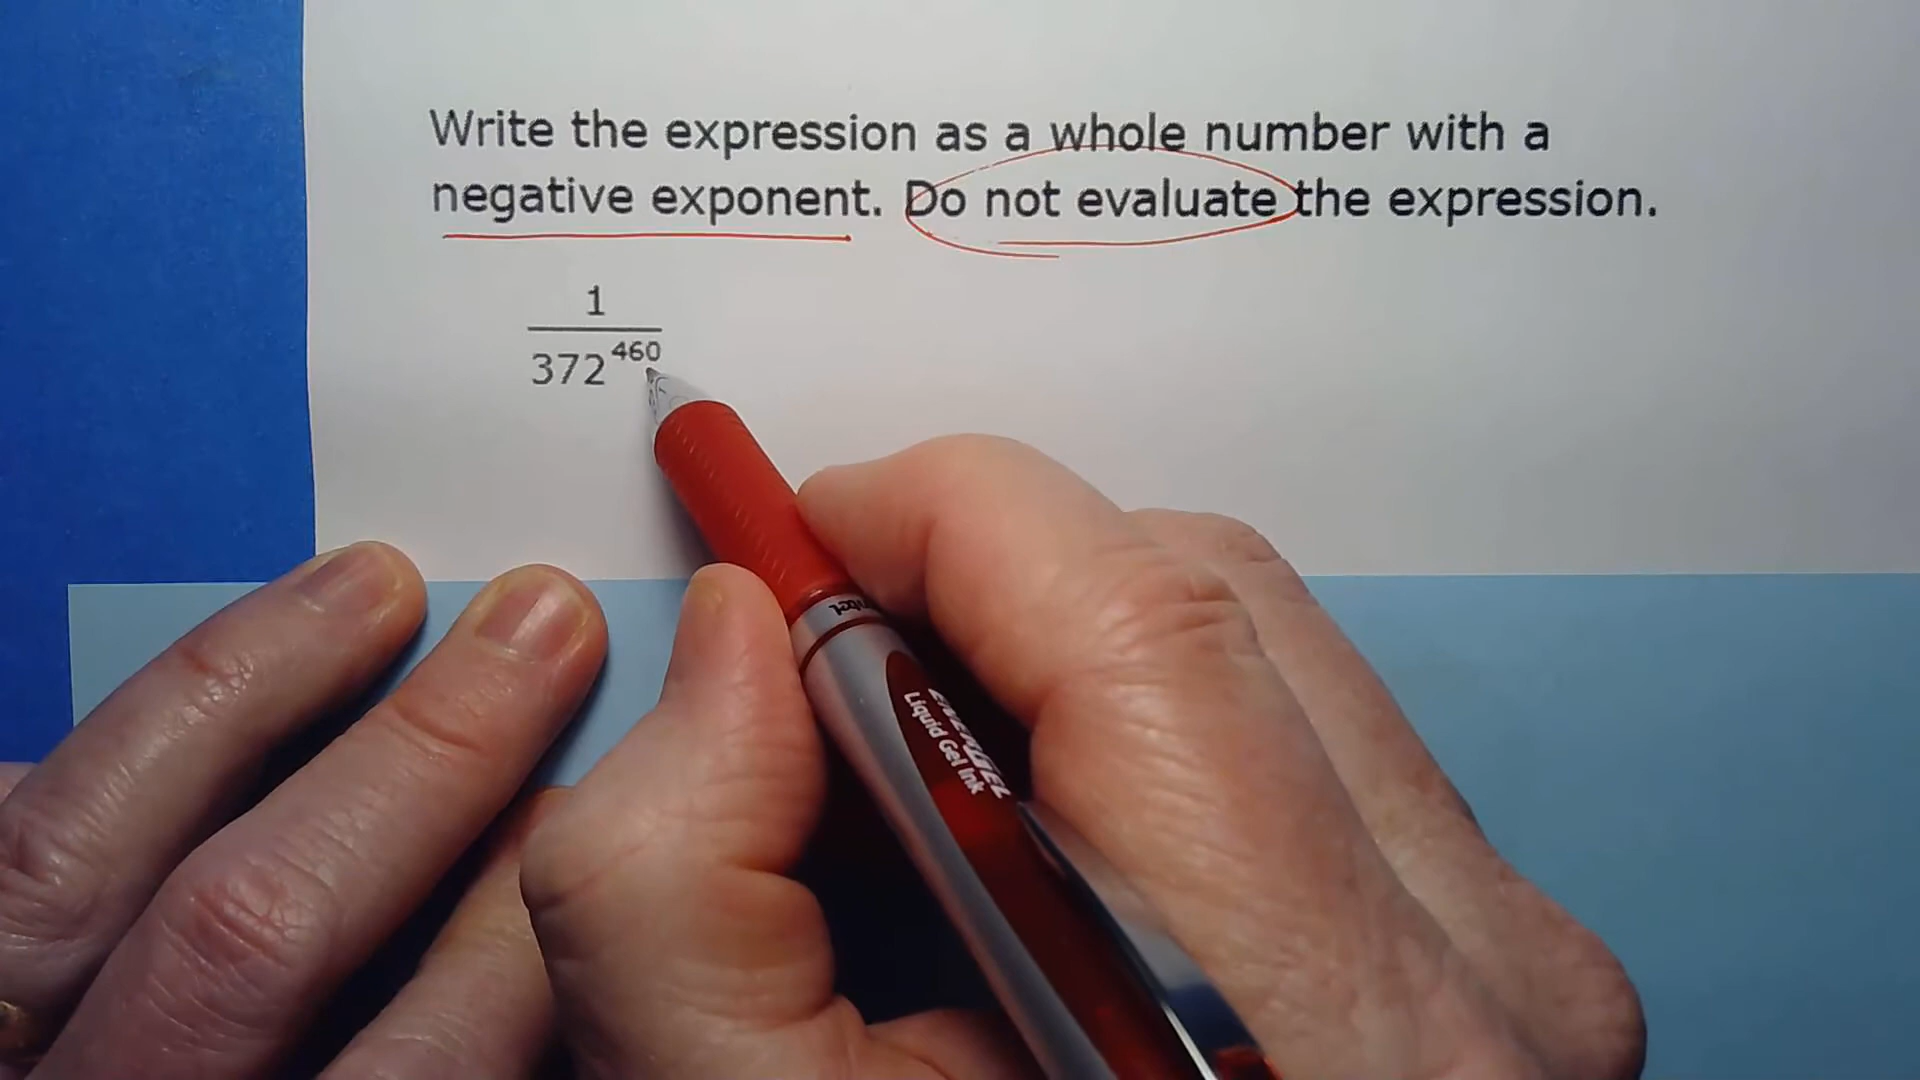 Write the expression as a whole number with a
negative exponent. Do not evaluate the expression.
1
372^460
ENERGEL
Liquid Gel Ink